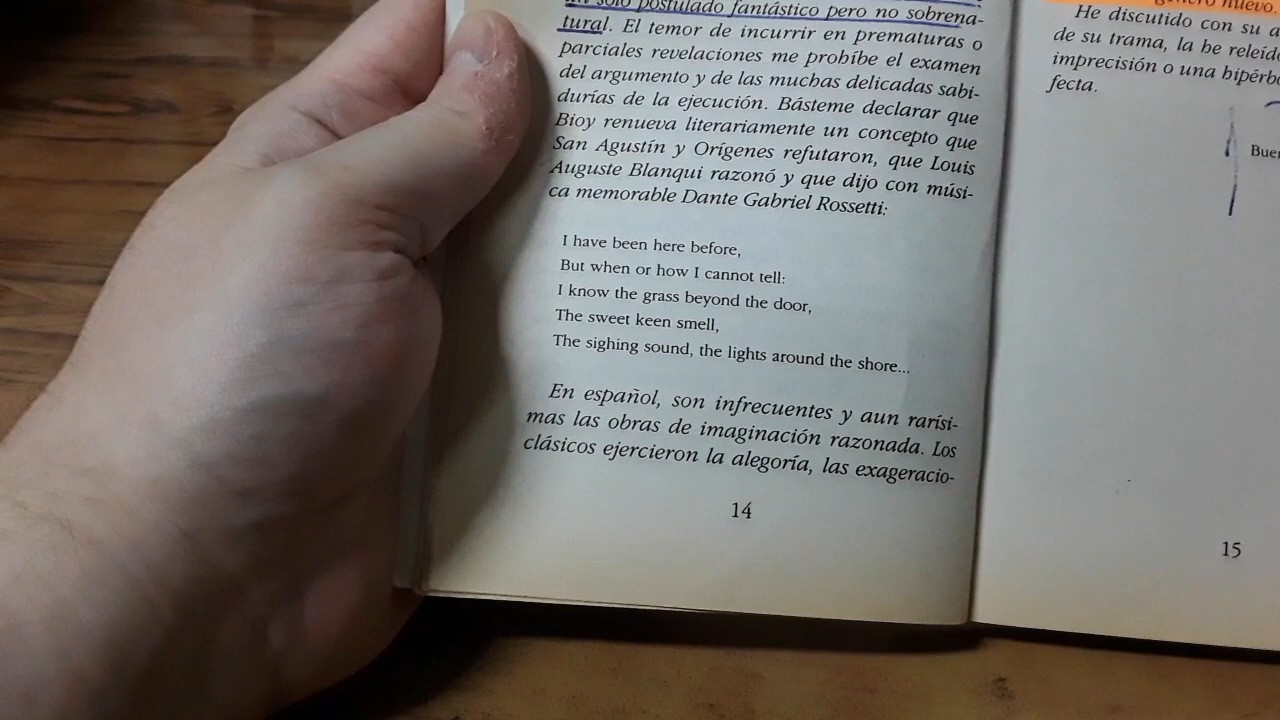 un solo postulado fantástico pero no sobrena-
tural. El temor de incurrir en prematuras o
parciales revelaciones me prohíbe el examen
del argumento y de las muchas delicadas sabi-
durías de la ejecución. Básteme declarar que
Bioy renueva literariamente un concepto que
San Agustín y Orígenes refutaron, que Louis
Auguste Blanqui razonó y que dijo con músi-
ca memorable Dante Gabriel Rossetti:
I have been here before,
But when or how I cannot tell:
I know the grass beyond the door,
The sweet keen smell,
The sighing sound, the lights around the shore...
En español, son infrecuentes y aun rarísi-
mas las obras de imaginación razonada. Los
clásicos ejercieron la alegoría, las exageracio-
14
nuevo.
He discutido con su
de su trama, la he
imprecisión o una
fecta.
15